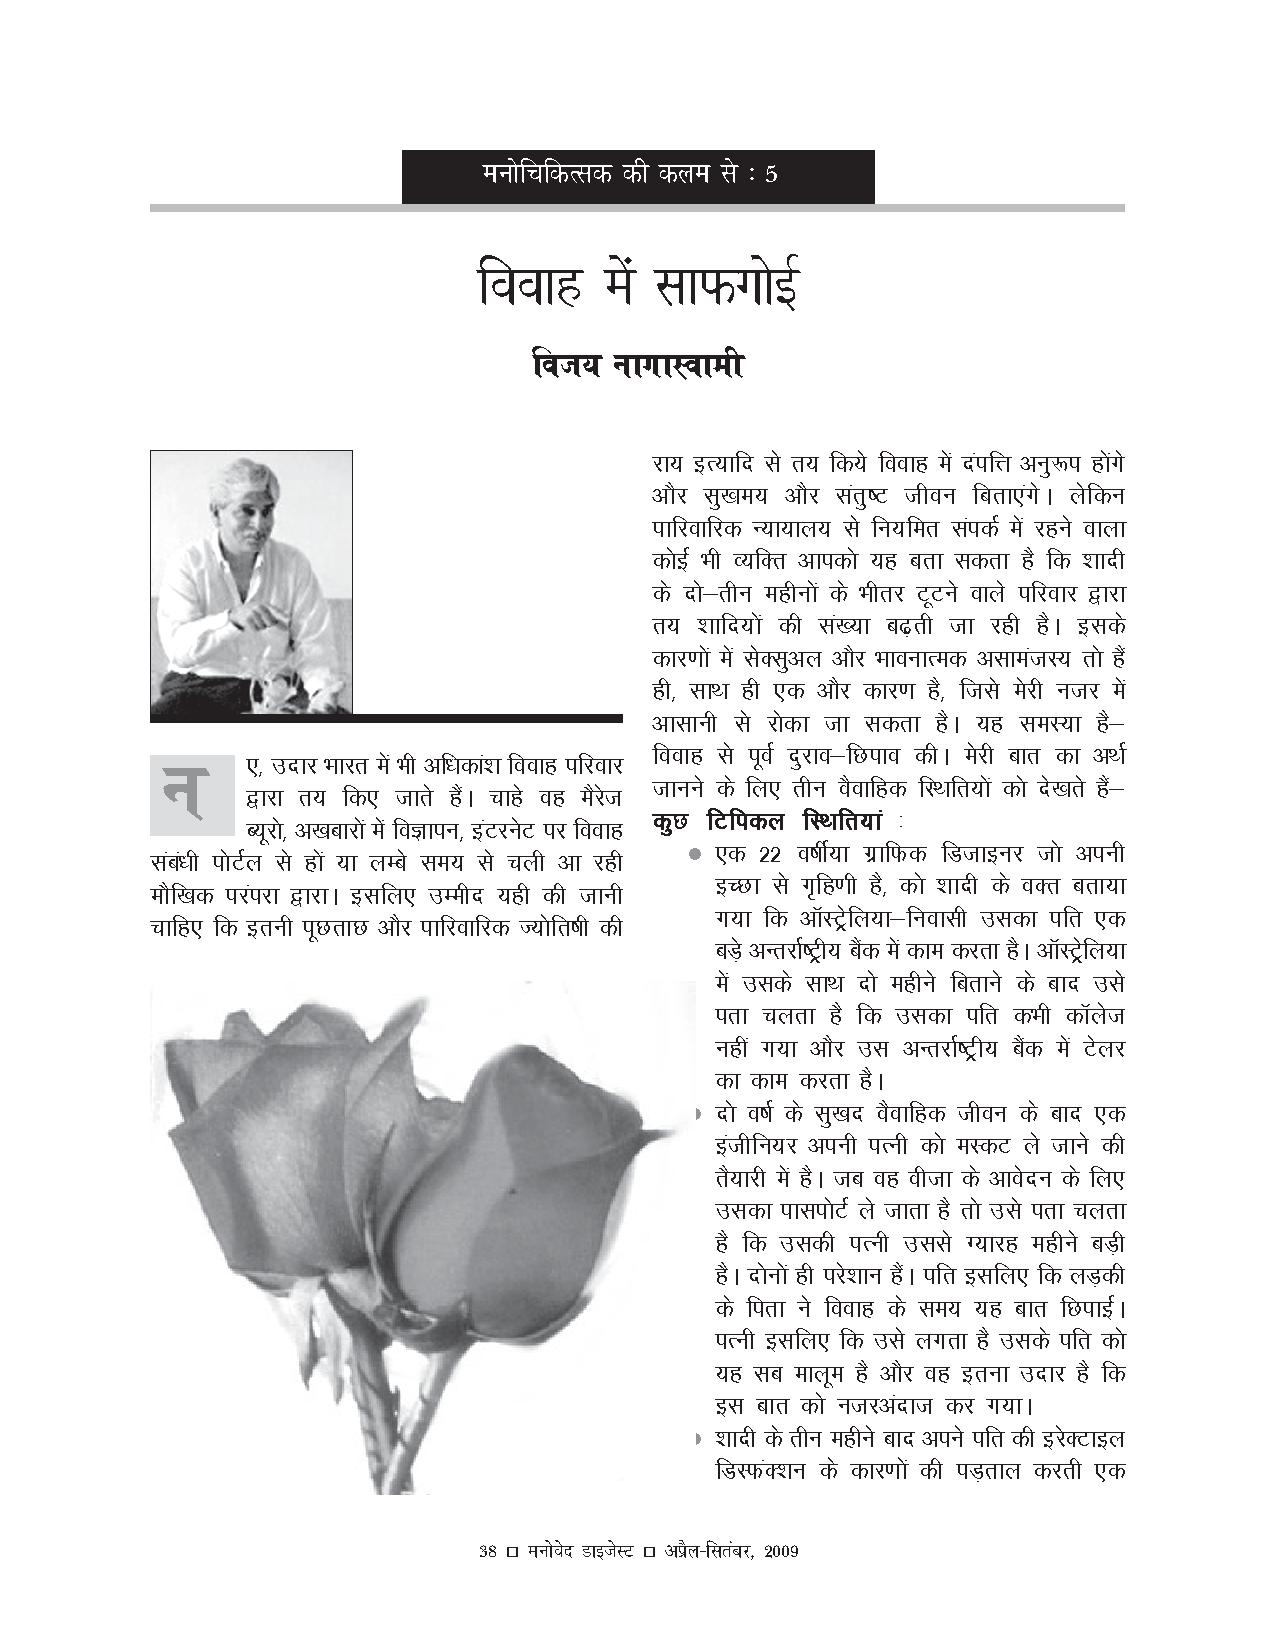 मनोचिकित्सक की कलम से : 5
विवाह में साफगोई
विजय नागास्वामी
नए, उदार भारत में भी अधिकांश विवाह परिवार
द्वारा तय किए जाते हैं। चाहे वह मैरेज
ब्यूरो, अखबारों में विज्ञापन, इंटरनेट पर विवाह
संबंधी पोर्टल से हों या लम्बे समय से चली आ रही
मौखिक परंपरा द्वारा। इसलिए उम्मीद यही की जानी
चाहिए कि इतनी पूछताछ और पारिवारिक ज्योतिषी की
राय इत्यादि से तय किये विवाह में दंपत्ति अनुरूप होंगे
और सुखमय और संतुष्ट जीवन बिताएंगे। लेकिन
पारिवारिक न्यायालय से नियमित संपर्क में रहने वाला
कोई भी व्यक्ति आपको यह बता सकता है कि शादी
के दो–तीन महीनों के भीतर टूटने वाले परिवार द्वारा
तय शादियों की संख्या बढ़ती जा रही है। इसके
कारणों में सेक्सुअल और भावनात्मक असामंजस्य तो हैं
ही, साथ ही एक और कारण है, जिसे मेरी नजर में
आसानी से रोका जा सकता है। यह समस्या है–
विवाह से पूर्व दुराव–छिपाव की। मेरी बात का अर्थ
जानने के लिए तीन वैवाहिक स्थितियों को देखते हैं–
कुछ टिपिकल स्थितियां :
● एक 22 वर्षीया ग्राफिक डिजाइनर जो अपनी
इच्छा से गृहिणी है, को शादी के वक्त बताया
गया कि ऑस्ट्रेलिया–निवासी उसका पति एक
बड़े अन्तर्राष्ट्रीय बैंक में काम करता है। ऑस्ट्रेलिया
में उसके साथ दो महीने बिताने के बाद उसे
पता चलता है कि उसका पति कभी कॉलेज
नहीं गया और उस अन्तर्राष्ट्रीय बैंक में टेलर
का काम करता है।
● दो वर्ष के सुखद वैवाहिक जीवन के बाद एक
इंजीनियर अपनी पत्नी को मस्कट ले जाने की
तैयारी में है। जब वह वीजा के आवेदन के लिए
उसका पासपोर्ट ले जाता है तो उसे पता चलता
है कि उसकी पत्नी उससे ग्यारह महीने बड़ी
है। दोनों ही परेशान हैं। पति इसलिए कि लड़की
के पिता ने विवाह के समय यह बात छिपाई।
पत्नी इसलिए कि उसे लगता है उसके पति को
यह सब मालूम है और वह इतना उदार है कि
इस बात को नजरअंदाज कर गया।
● शादी के तीन महीने बाद अपने पति की इरेक्टाइल
डिस्फंक्शन के कारणों की पड़ताल करती एक
38 □ मनोवेद डाइजेस्ट □ अप्रैल-सितंबर, 2009